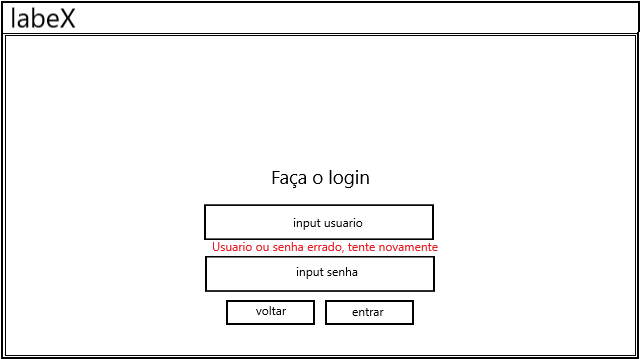 labeX
Faça o login
input usuario
Usuario ou senha errado, tente novamente
input senha
voltar entrar